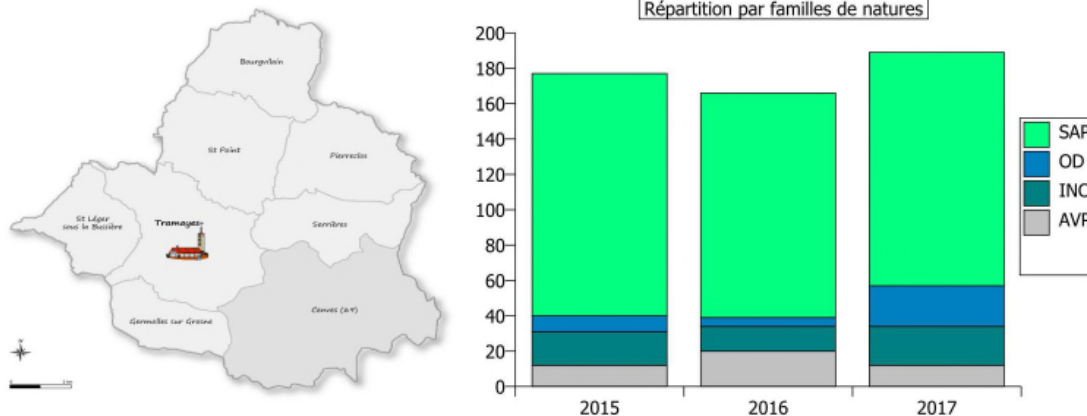 Bourgvilain
St Point
Pierreclos
St Léger
sous la Bussière
Tramayes
Serrières
Cenves (69)
Germolles sur Grosne
N
0
Répartition par familles de natures
200
180
160
140
120
100
80
60
40
20
0
2015
2016
2017
SAP
OD
INC
AVP